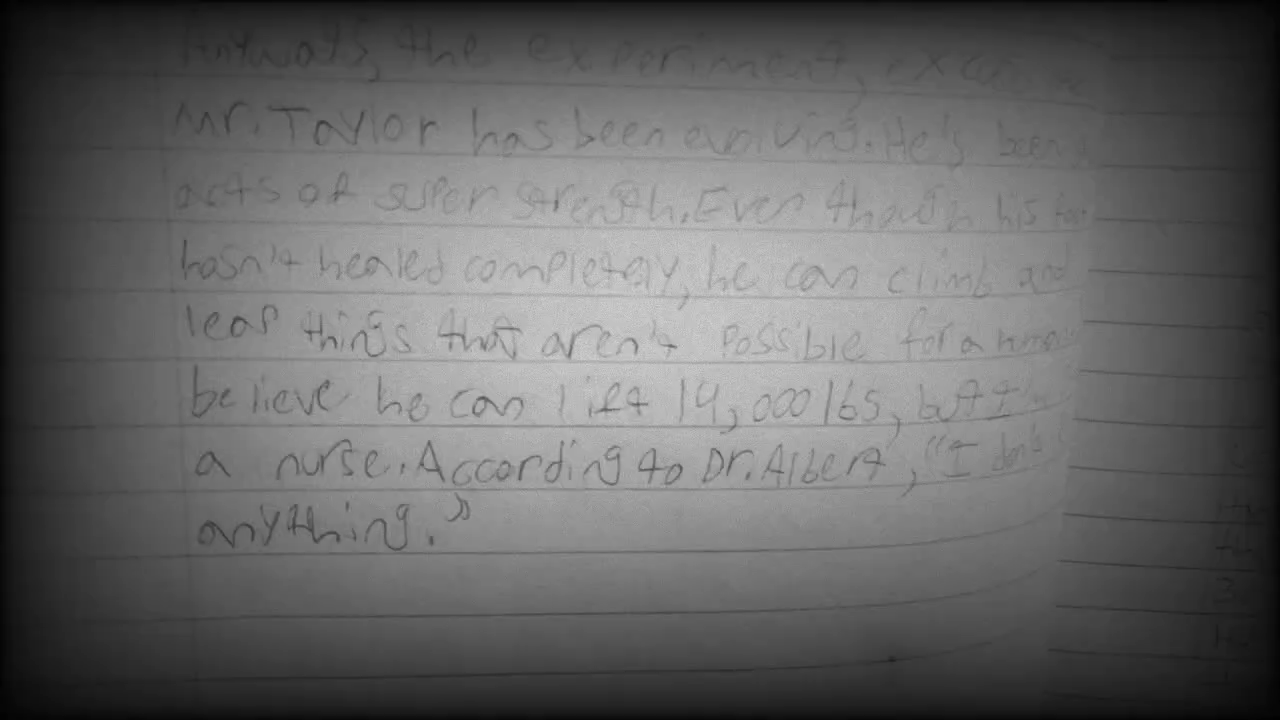 Anyways, the experiment,
Mr. Taylor has been evolving. He's been
acts of super strength. Even though his
hasn't healed completely, he can climb and
leap things that aren't possible for a
believe he can lift 14,000 lbs, but I
a nurse. According to Dr. Albert, "I don't
anything."